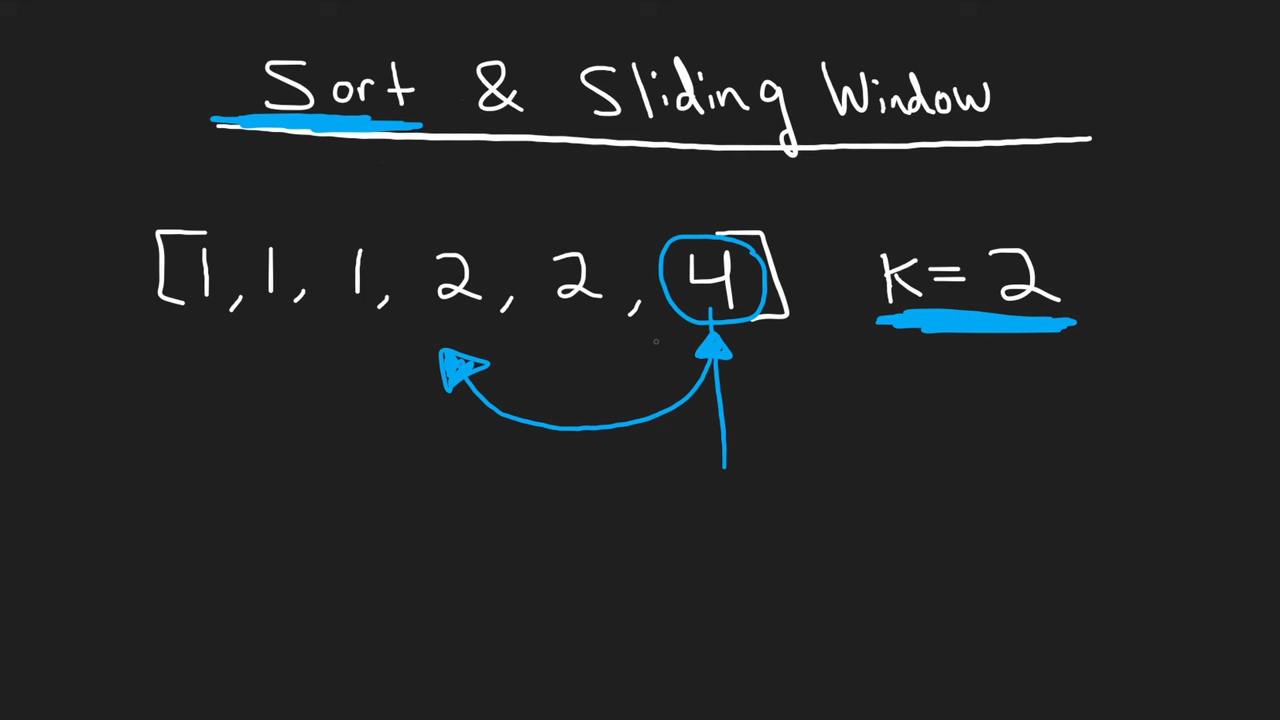 Sort & Sliding Window
[1, 1, 1, 2, 2, 4] K = 2